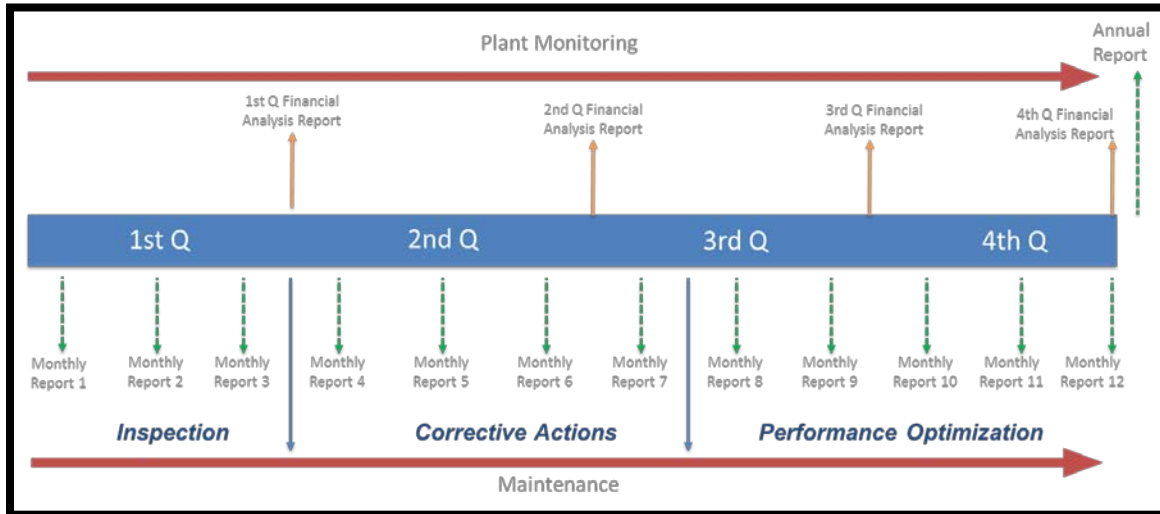 Plant Monitoring
Annual
Report
1st Q Financial
Analysis Report
2nd Q Financial
Analysis Report
3rd Q Financial
Analysis Report
4th Q Financial
Analysis Report
1st Q
2nd Q
3rd Q
4th Q
Monthly
Report 1
Monthly
Report 2
Monthly
Report 3
Monthly
Report 4
Monthly
Report 5
Monthly
Report 6
Monthly
Report 7
Monthly
Report 8
Monthly
Report 9
Monthly
Report 10
Monthly
Report 11
Monthly
Report 12
Inspection
Corrective Actions
Performance Optimization
Maintenance